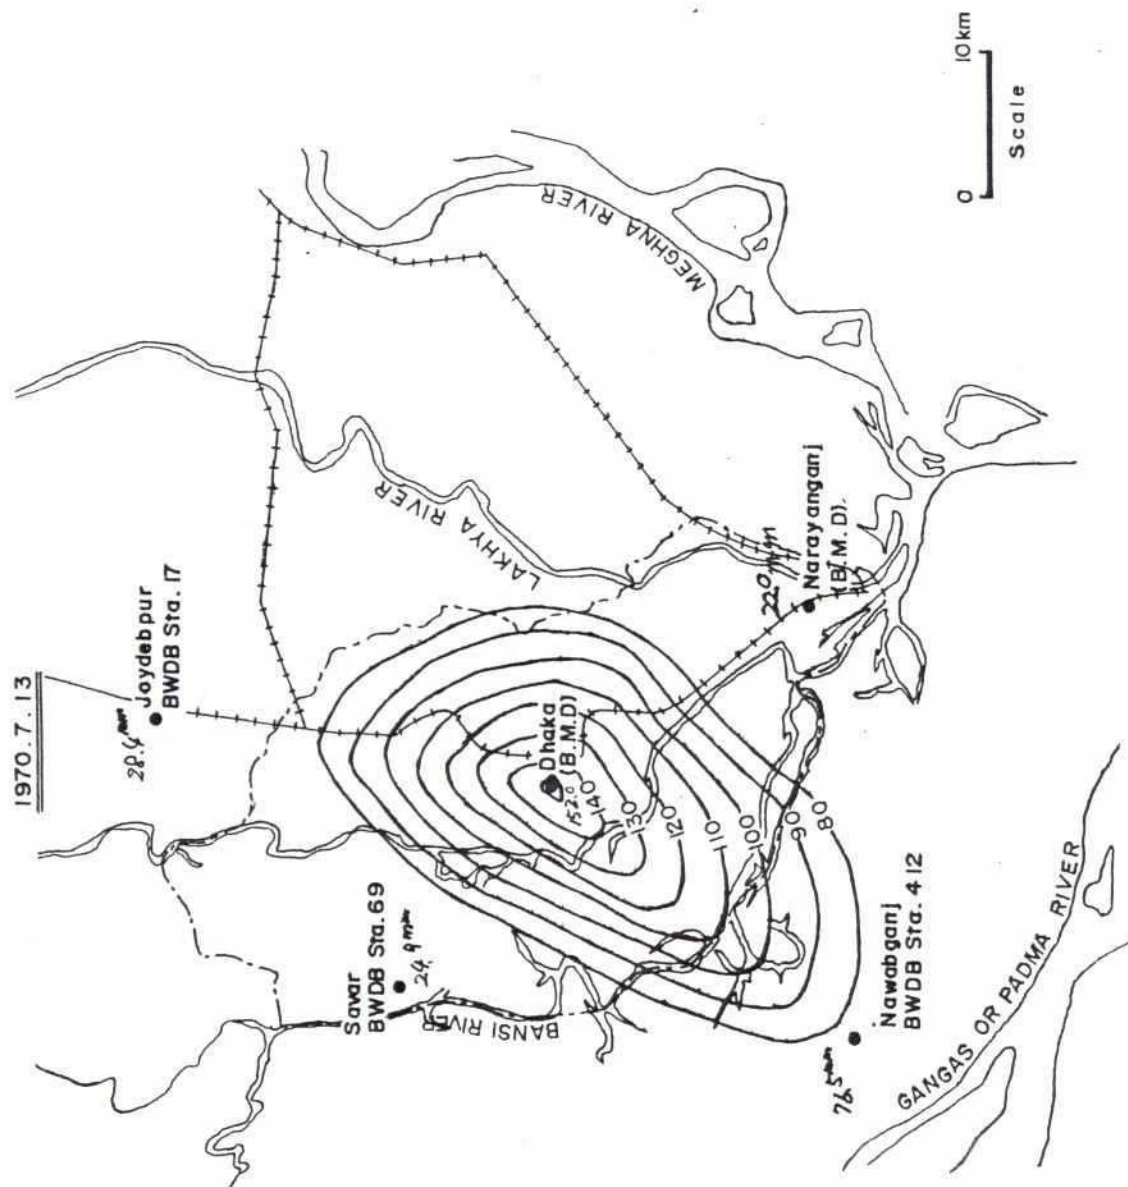 1970.7.13
28.4mm
Joydebpur
BWDB Sta. 17
Savar
BWDB Sta. 69
24.9mm
BANSI RIVER
LAKHYA RIVER
MEGHNA RIVER
Dhaka
(B.M.D)
152.0
140
130
120
110
100
90
80
22.0mm
Narayanganj
(B.M.D).
Nawabganj
BWDB Sta. 412
76.5mm
GANGAS OR PADMA RIVER
0 10km
Scale